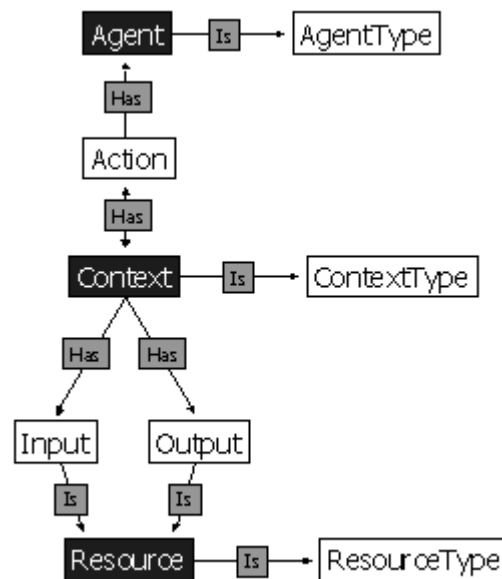 Agent Is AgentType
Has
Action
Has
Context Is ContextType
Has Has
Input Output
Is Is
Resource Is ResourceType